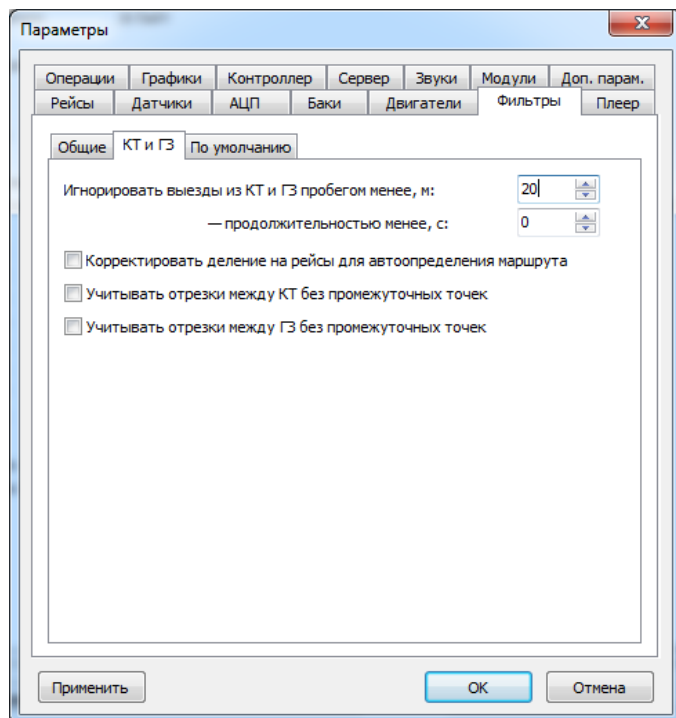 Параметры
Операции Графики Контроллер Сервер Звуки Модули Доп. парам.
Рейсы Датчики АЦП Баки Двигатели Фильтры Плеер
Общие КТ и ГЗ По умолчанию
Игнорировать выезды из КТ и ГЗ пробегом менее, м: 20
— продолжительностью менее, с: 0
Корректировать деление на рейсы для автоопределения маршрута
Учитывать отрезки между КТ без промежуточных точек
Учитывать отрезки между ГЗ без промежуточных точек
Применить OK Отмена